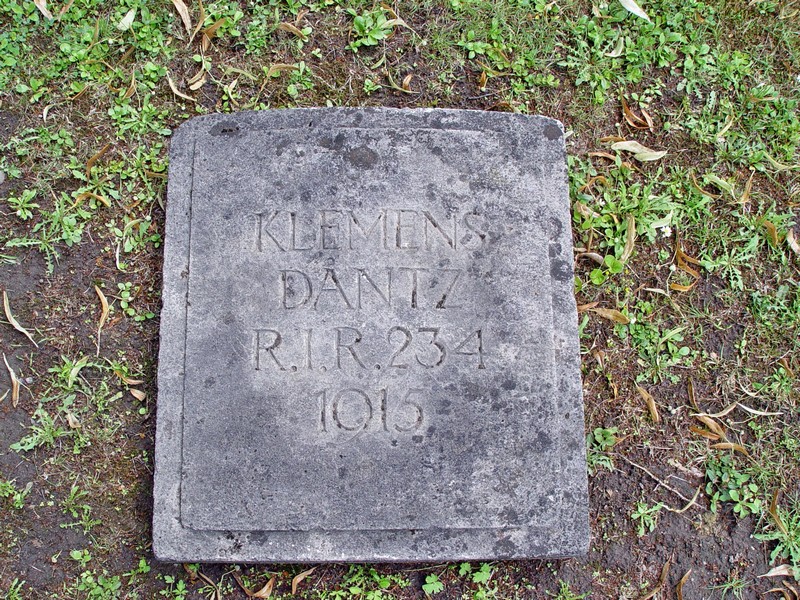 KLEMENS
DANTZ
R.I.R.234
1915